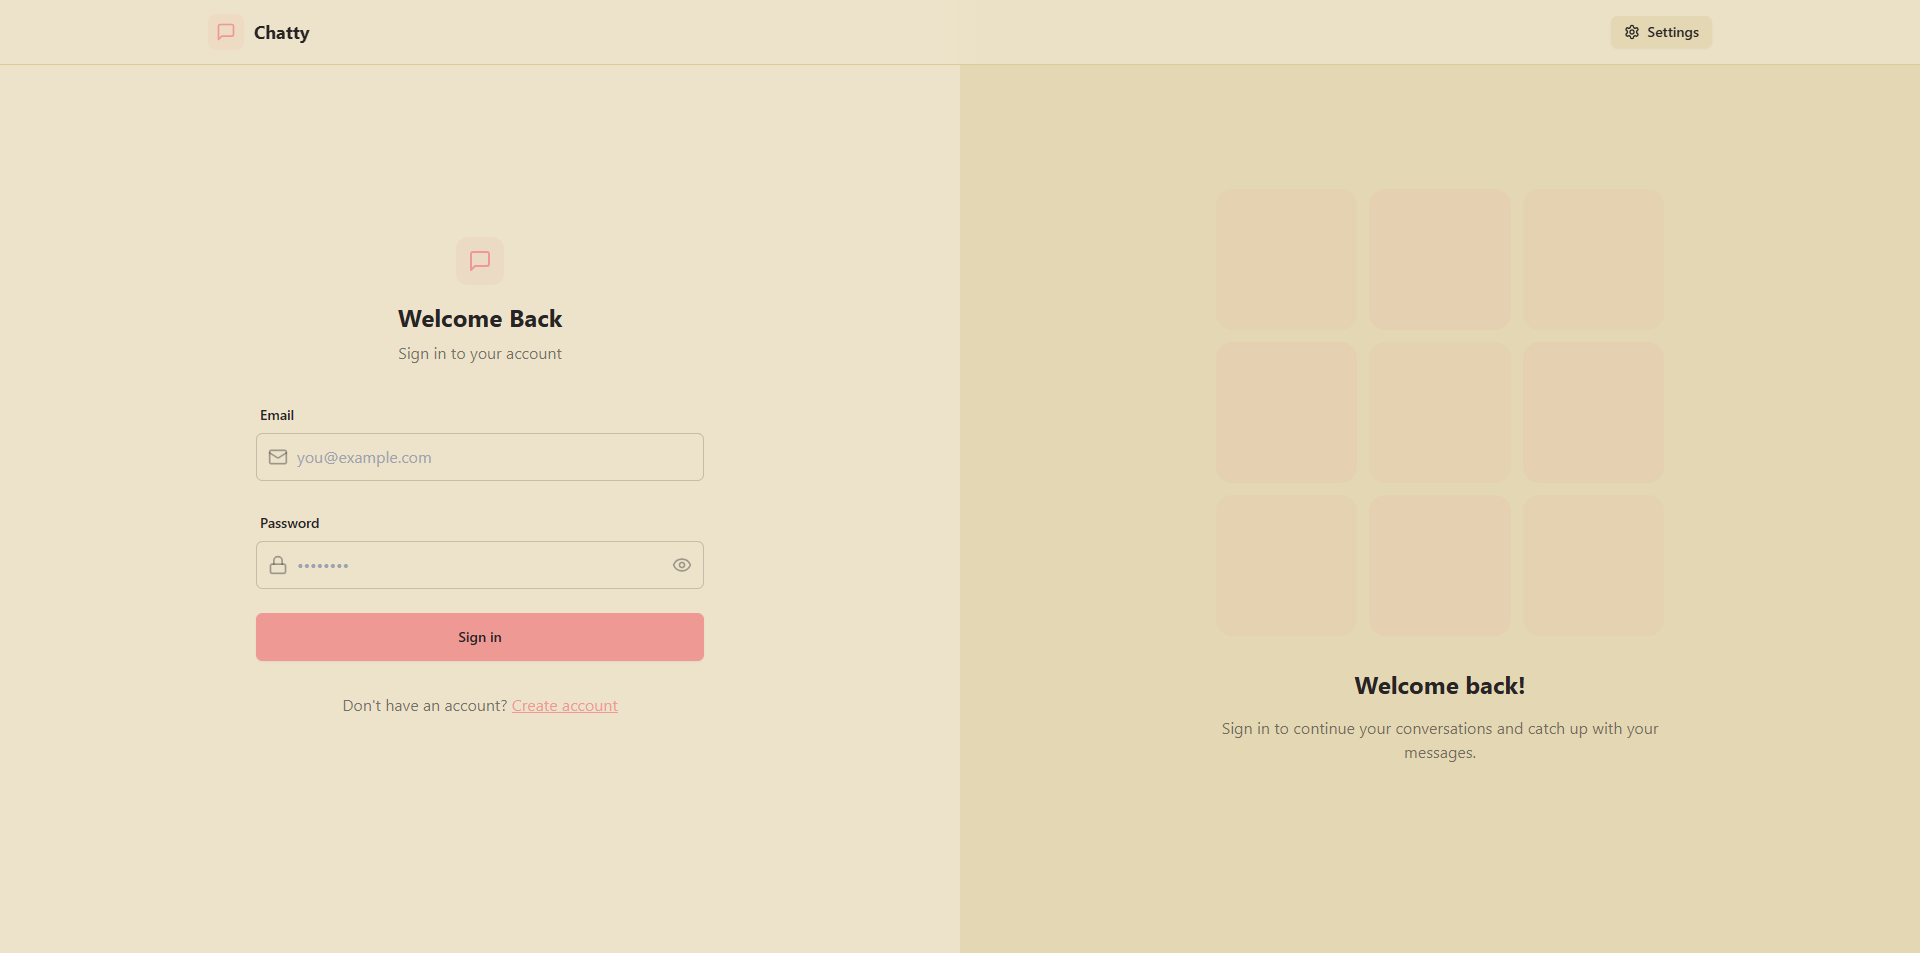 Chatty
Settings
Welcome Back
Sign in to your account
Email
you@example.com
Password
••••••••
Sign in
Don't have an account? Create account
Welcome back!
Sign in to continue your conversations and catch up with your
messages.